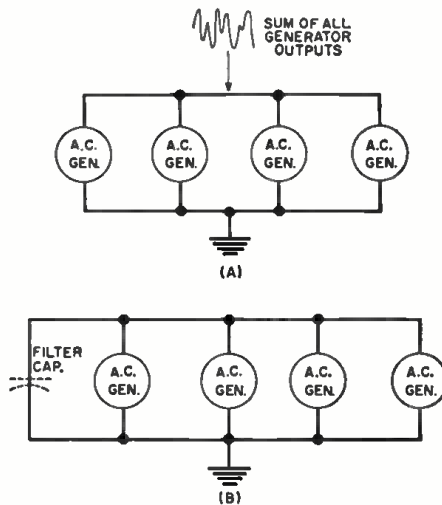 SUM OF ALL
GENERATOR
OUTPUTS
A.C.
GEN.
A.C.
GEN.
A.C.
GEN.
A.C.
GEN.
(A)
FILTER
CAP.
A.C.
GEN.
A.C.
GEN.
A.C.
GEN.
A.C.
GEN.
(B)